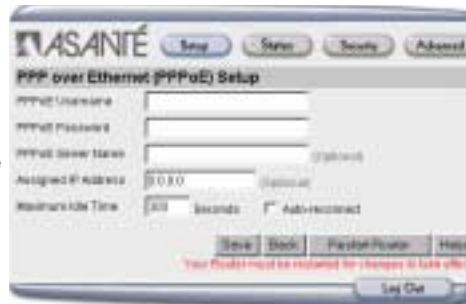 ASANTÉ Setup Status Security Advanced
PPP over Ethernet (PPPoE) Setup
PPPoE Username
PPPoE Password
PPPoE Server Name (Optional)
Assigned IP Address 0.0.0.0 (Optional)
Maximum Idle Time 300 Seconds Auto-reconnect
Save Back Restart Router Help
Your Router must be restarted for changes to take effect
Log Out